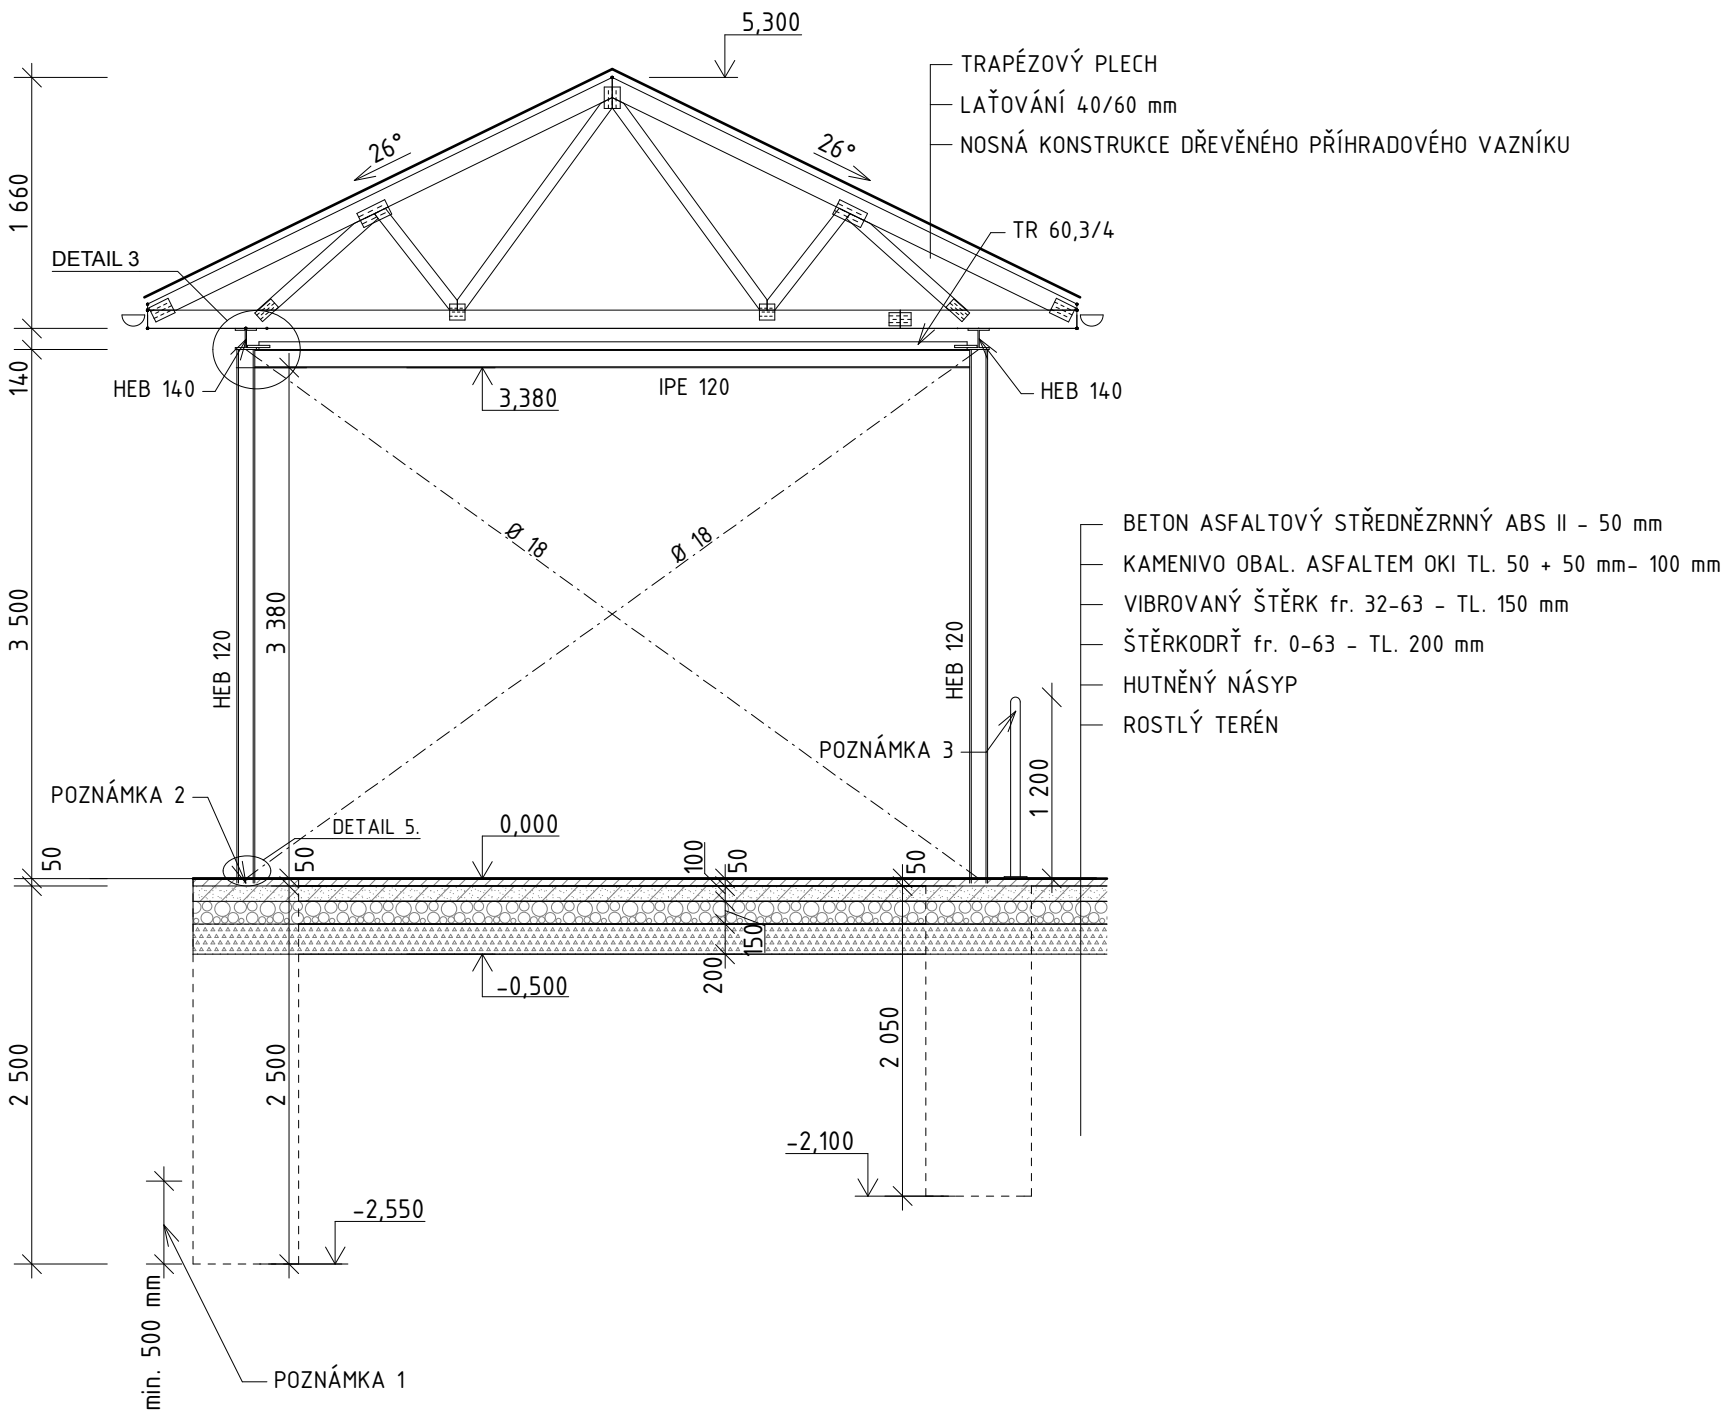 5,300
TRAPÉZOVÝ PLECH
LAŤOVÁNÍ 40/60 mm
NOSNÁ KONSTRUKCE DŘEVĚNÉHO PŘÍHRADOVÉHO VAZNÍKU
26°
26°
1 660
TR 60,3/4
DETAIL 3
140
HEB 140
3,380
IPE 120
HEB 140
Ø 18
Ø 18
BETON ASFALTOVÝ STŘEDNĚZRNNÝ ABS II - 50 mm
KAMENIVO OBAL. ASFALTEM OKI TL. 50 + 50 mm- 100 mm
VIBROVANÝ ŠTĚRK fr. 32-63 - TL. 150 mm
ŠTĚRKODRŤ fr. 0-63 - TL. 200 mm
HUTNĚNÝ NÁSYP
ROSTLÝ TERÉN
3 500
HEB 120
3 380
HEB 120
POZNÁMKA 3
1 200
POZNÁMKA 2
DETAIL 5.
0,000
50
50
100
50
50
150
200
-0,500
2 500
2 500
2 050
-2,100
-2,550
min. 500 mm
POZNÁMKA 1